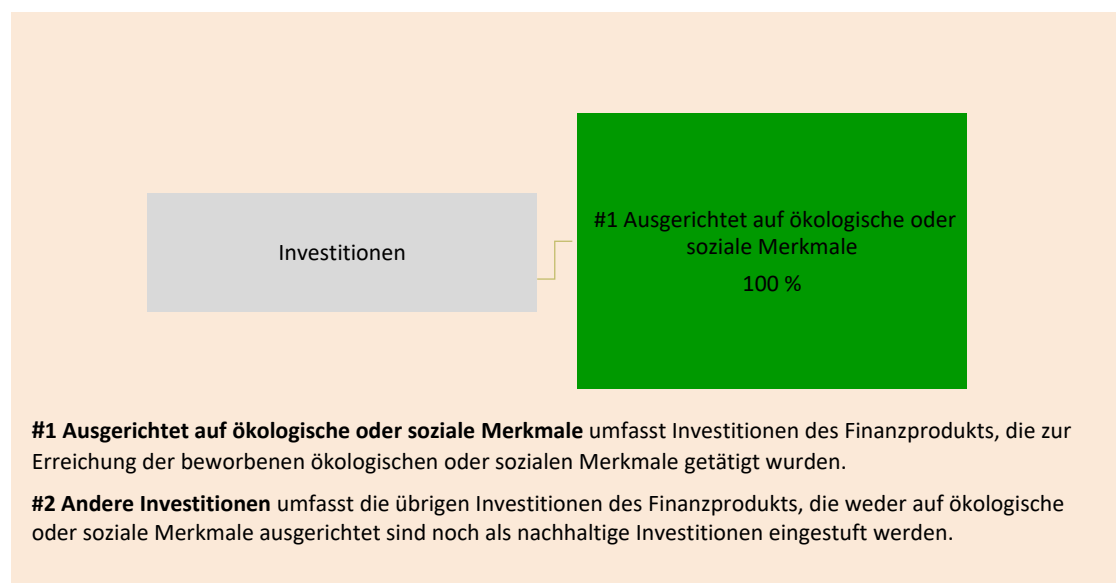 Investitionen
#1 Ausgerichtet auf ökologische oder
soziale Merkmale
100 %
#1 Ausgerichtet auf ökologische oder soziale Merkmale umfasst Investitionen des Finanzprodukts, die zur
Erreichung der beworbenen ökologischen oder sozialen Merkmale getätigt wurden.
#2 Andere Investitionen umfasst die übrigen Investitionen des Finanzprodukts, die weder auf ökologische
oder soziale Merkmale ausgerichtet sind noch als nachhaltige Investitionen eingestuft werden.